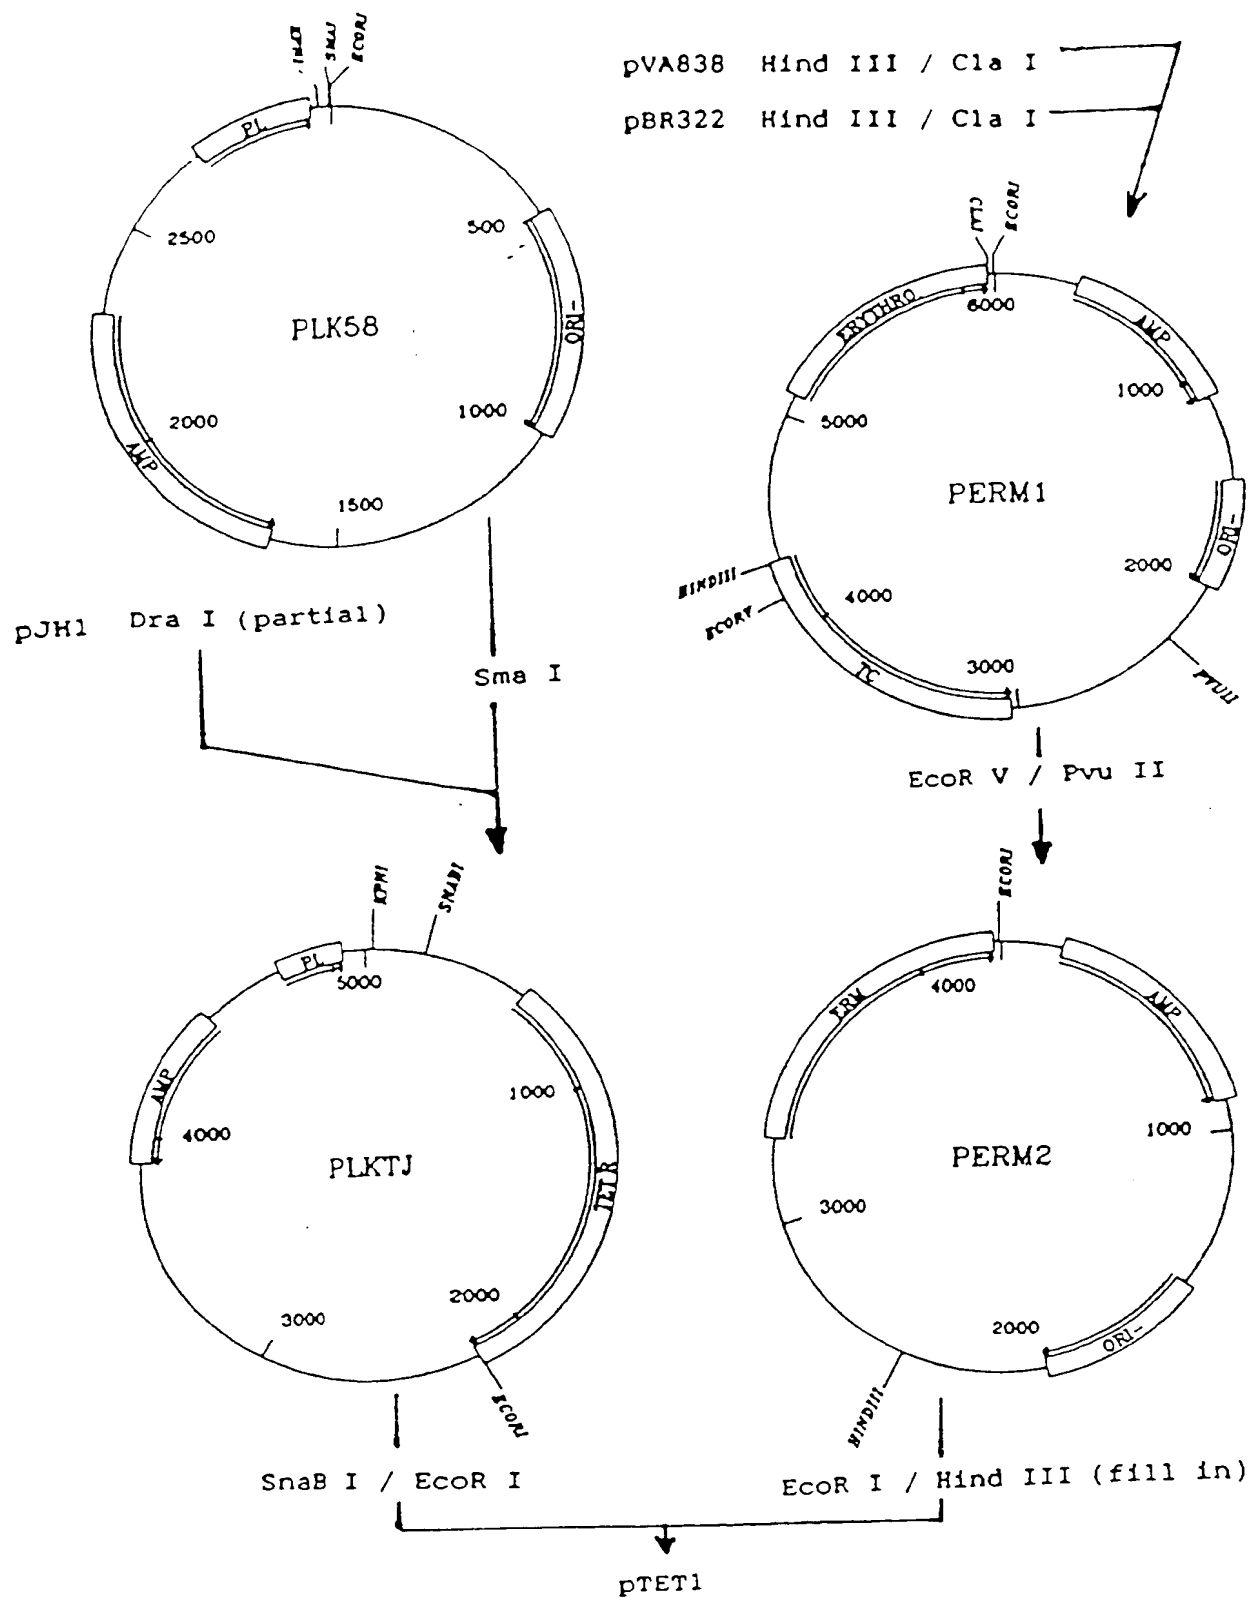 SMAI
ECORI
PL
500
2500
ORI-
PLK58
2000
1000
AMP
1500
pJH1 Dra I (partial)
Sma I
pVA838 Hind III / Cla I
pBR322 Hind III / Cla I
CLAI
ECORI
ERYTHRO
6000
AMP
1000
5000
PERM1
ORI-
2000
HINDIII
ECORV
4000
TC
3000
PVUII
EcoR V / Pvu II
KPNI
SNABI
PL
5000
AMP
1000
4000
PLKTJ
TET R
2000
3000
ECORI
SnaB I / EcoR I
ECORI
ERM
4000
AMP
1000
PERM2
3000
2000
ORI-
HINDIII
EcoR I / Hind III (fill in)
pTET1